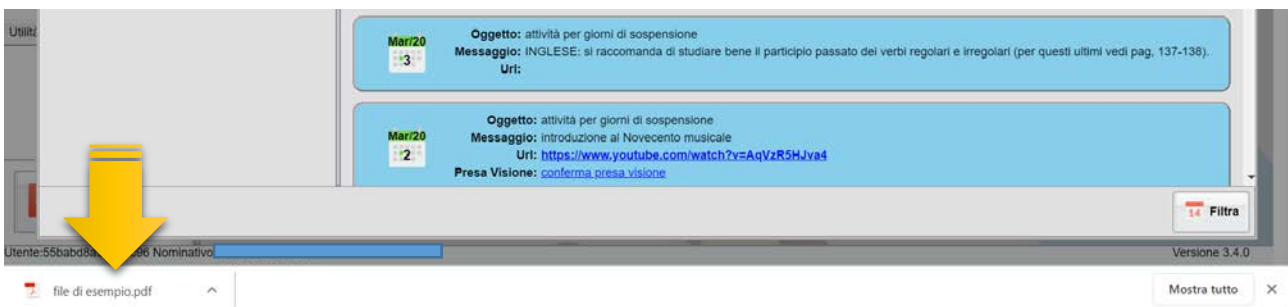 Utilità
Mar/20
3
Oggetto: attività per giorni di sospensione
Messaggio: INGLESE: si raccomanda di studiare bene il participio passato dei verbi regolari e irregolari (per questi ultimi vedi pag, 137-138).
Url:
Mar/20
2
Oggetto: attività per giorni di sospensione
Messaggio: introduzione al Novecento musicale
Url: https://www.youtube.com/watch?v=AqVzR5HJva4
Presa Visione: conferma presa visione
14 Filtra
Nominativo
Versione 3.4.0
file di esempio.pdf
Mostra tutto